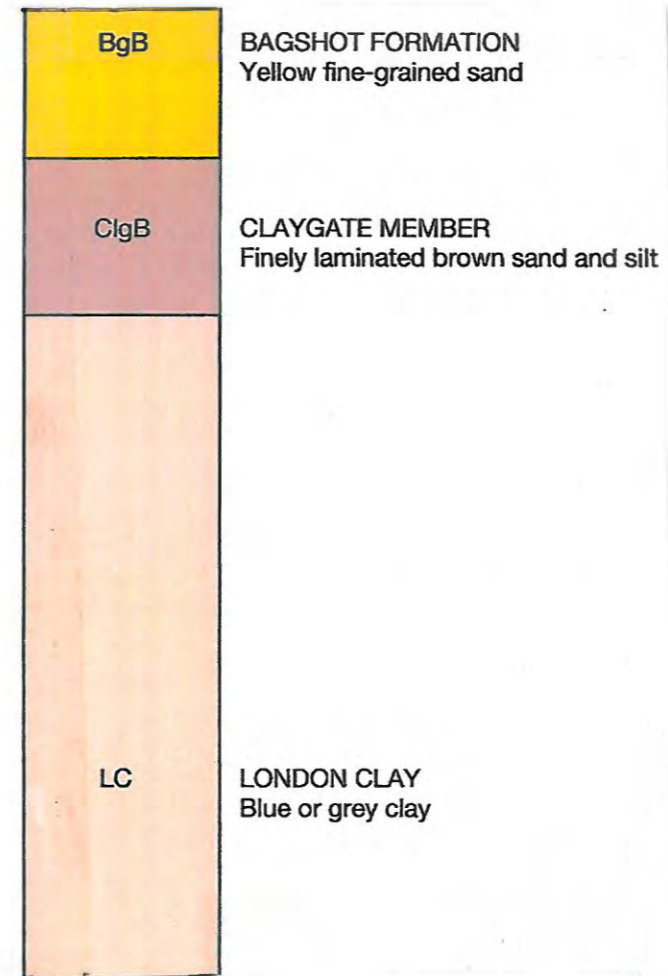 BgB
BAGSHOT FORMATION
Yellow fine-grained sand
ClgB
CLAYGATE MEMBER
Finely laminated brown sand and silt
LC
LONDON CLAY
Blue or grey clay